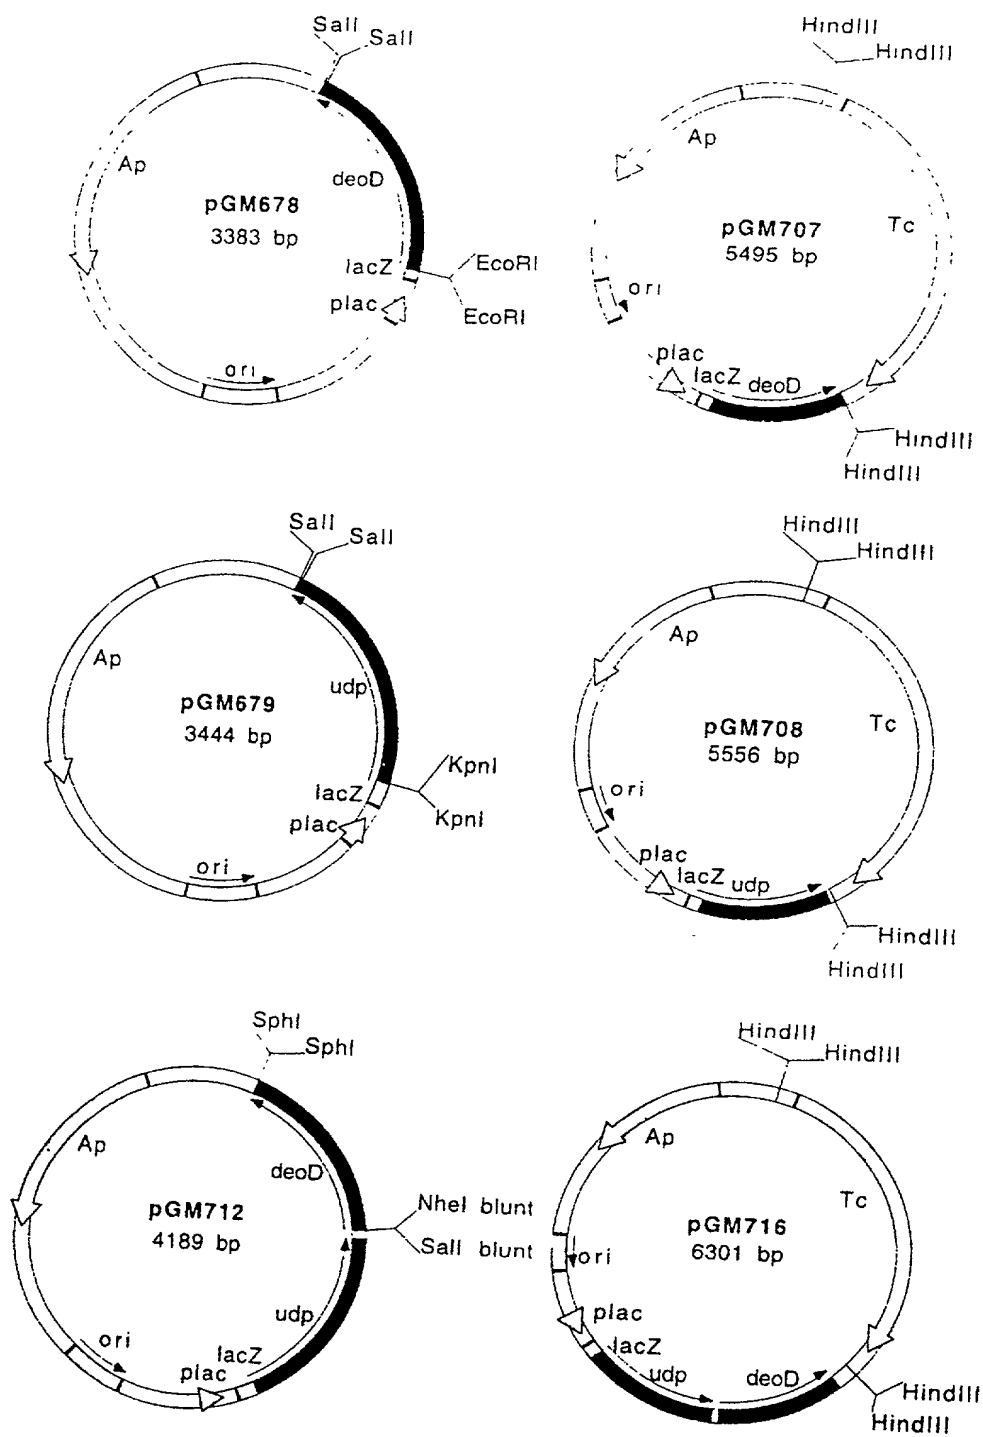 SalI
SalI
Ap
deoD
pGM678
3383 bp
lacZ
plac
EcoRI
EcoRI
ori
HindIII
HindIII
Ap
Tc
pGM707
5495 bp
ori
plac
lacZ
deoD
HindIII
HindIII
SalI
SalI
Ap
udp
pGM679
3444 bp
lacZ
plac
KpnI
KpnI
ori
HindIII
HindIII
Ap
Tc
pGM708
5556 bp
ori
plac
lacZ
udp
HindIII
HindIII
SphI
SphI
Ap
deoD
pGM712
4189 bp
NheI blunt
SalI blunt
udp
ori
lacZ
plac
HindIII
HindIII
Ap
Tc
pGM716
6301 bp
ori
plac
lacZ
udp
deoD
HindIII
HindIII